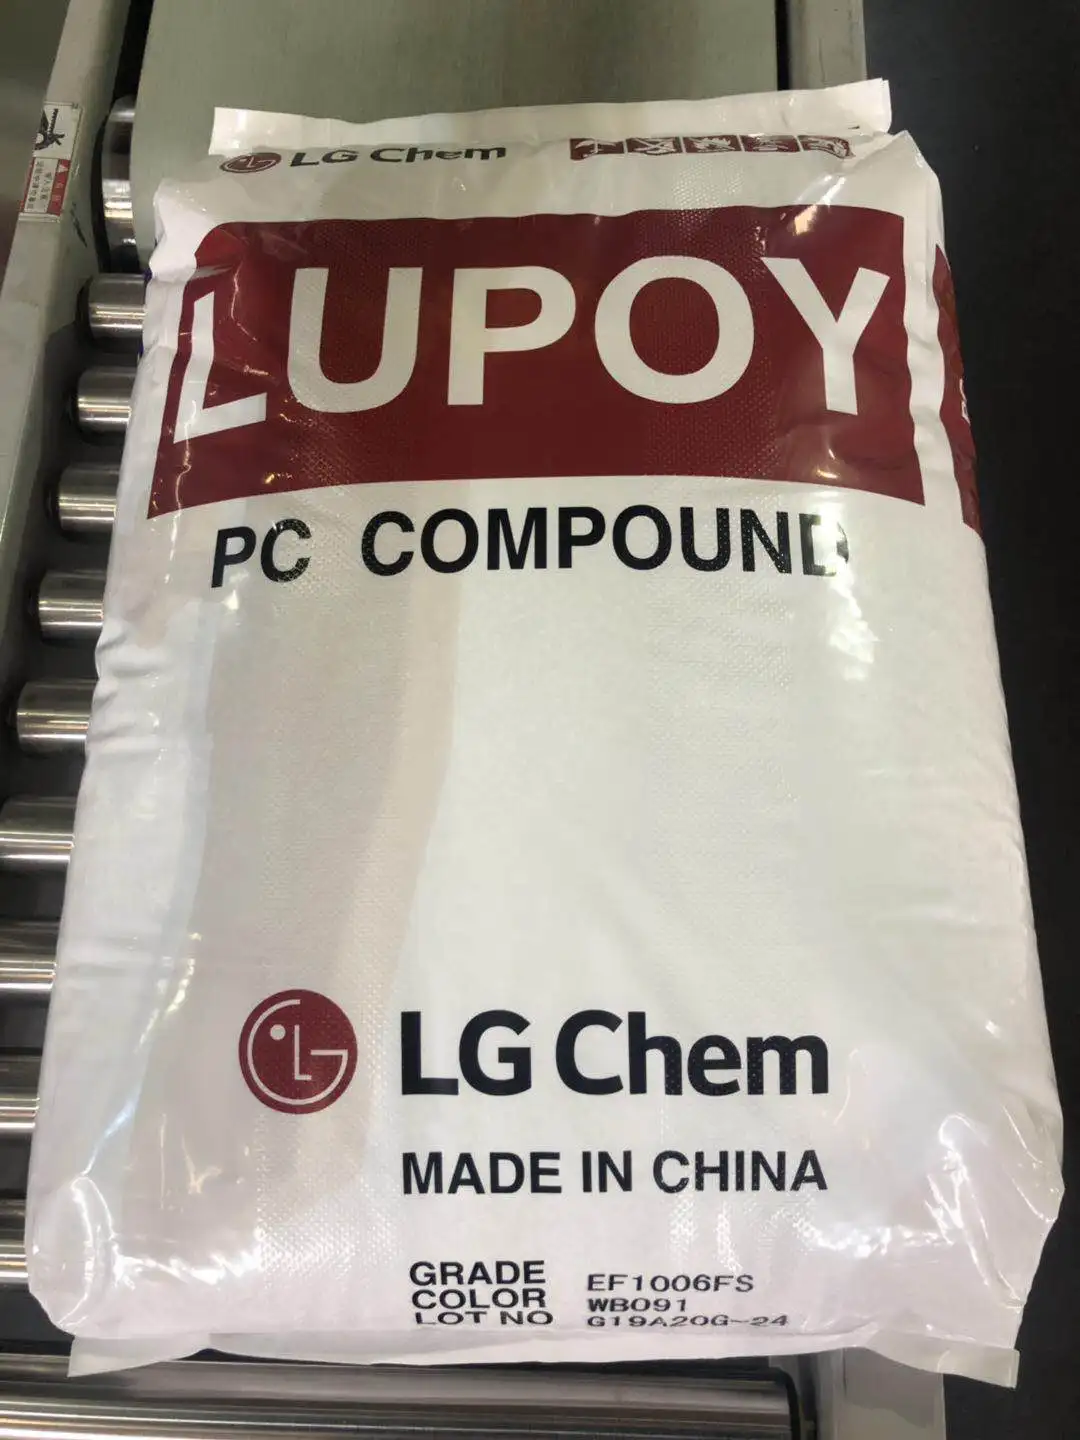 LG Chem
LUPOY
PC COMPOUND
LG Chem
MADE IN CHINA
GRADE EF1006FS
COLOR WB091
LOT NO G19A20G-24